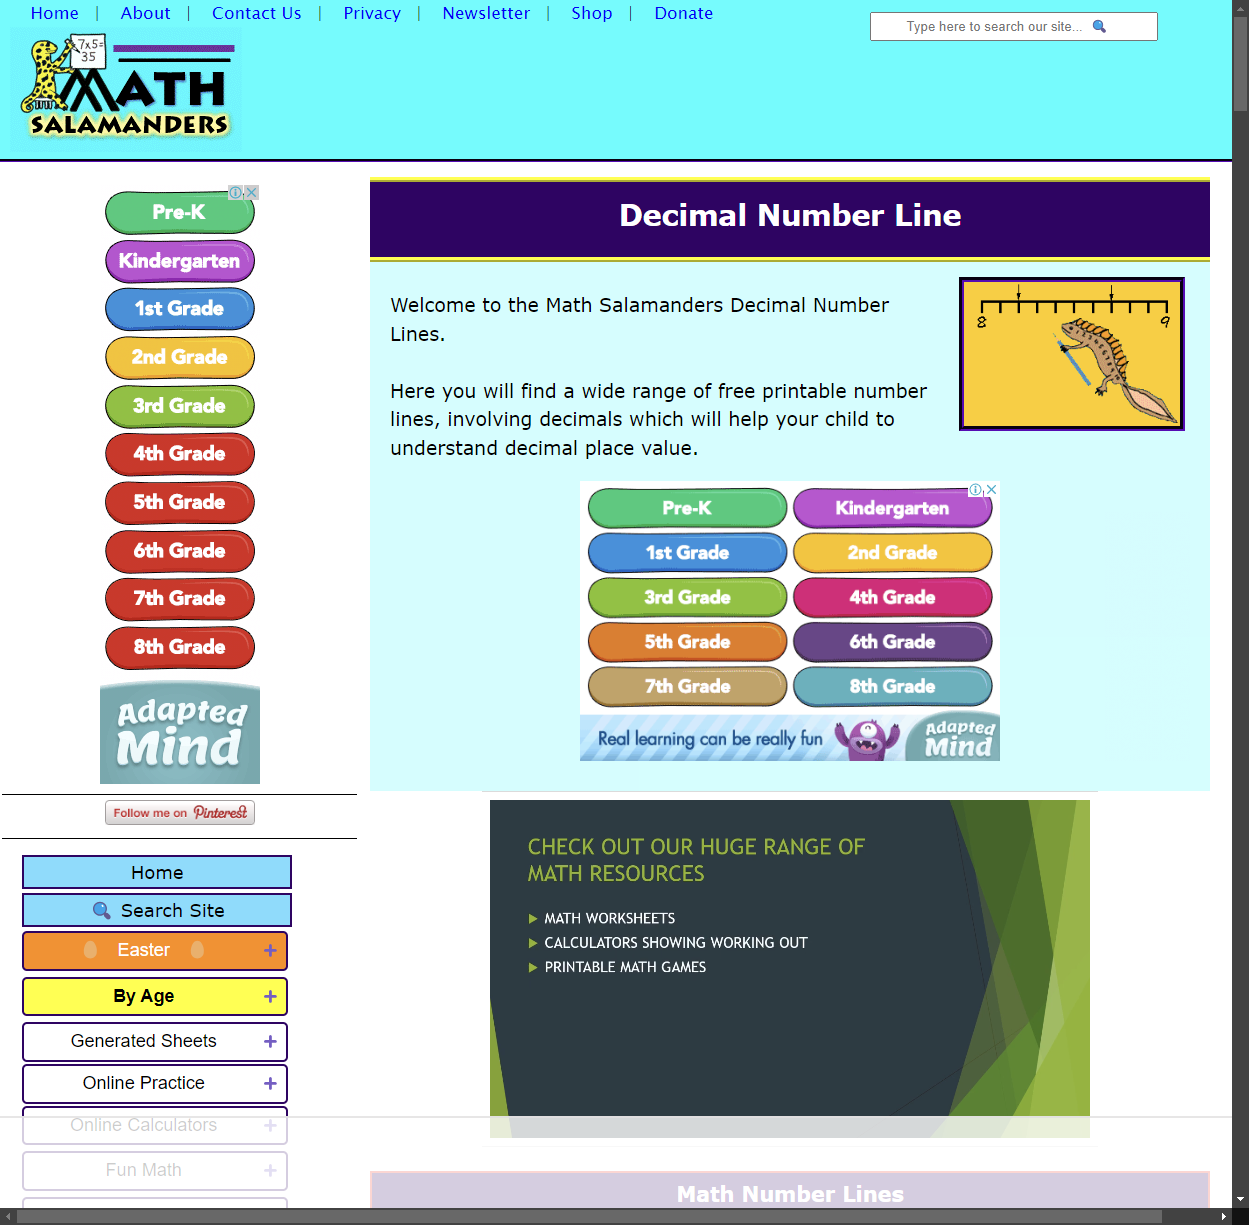 Home | About | Contact Us | Privacy | Newsletter | Shop | Donate
Type here to search our site...
7x5=
35
MATH
SALAMANDERS
Pre-K
Kindergarten
1st Grade
2nd Grade
3rd Grade
4th Grade
5th Grade
6th Grade
7th Grade
8th Grade
Adapted
Mind
Follow me on Pinterest
Home
Search Site
Easter +
By Age +
Generated Sheets +
Online Practice +
Online Calculators +
Fun Math +
Decimal Number Line
Welcome to the Math Salamanders Decimal Number
Lines.
8 9
Here you will find a wide range of free printable number
lines, involving decimals which will help your child to
understand decimal place value.
Pre-K Kindergarten
1st Grade 2nd Grade
3rd Grade 4th Grade
5th Grade 6th Grade
7th Grade 8th Grade
Real learning can be really fun
Adapted
Mind
CHECK OUT OUR HUGE RANGE OF
MATH RESOURCES
MATH WORKSHEETS
CALCULATORS SHOWING WORKING OUT
PRINTABLE MATH GAMES
Math Number Lines